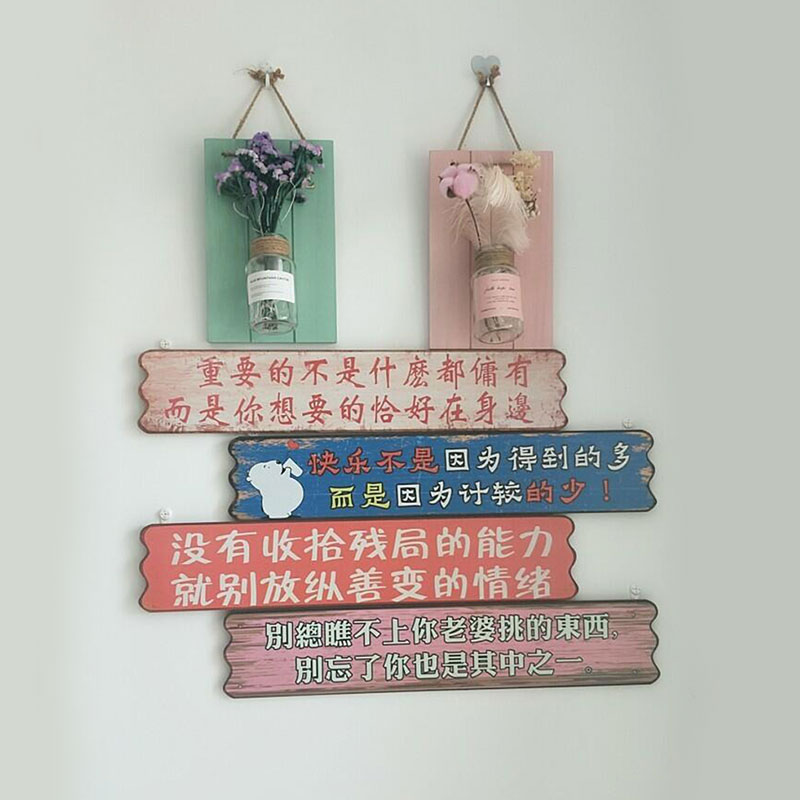 重要的不是什麽都傭有
而是你想要的恰好在身邊
快乐不是因为得到的多
而是因为计较的少！
没有收拾残局的能力
就别放纵善变的情绪
別總瞧不上你老婆挑的東西，
別忘了你也是其中之一。